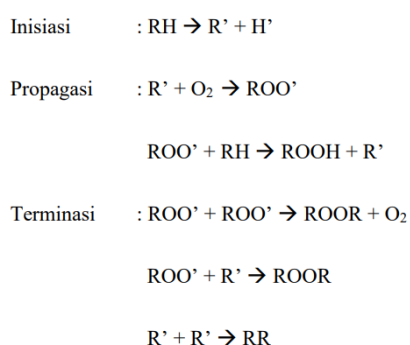 Inisiasi : RH → R’ + H’
Propagasi : R’ + O₂ → ROO’
ROO’ + RH → ROOH + R’
Terminasi : ROO’ + ROO’ → ROOR + O₂
ROO’ + R’ → ROOR
R’ + R’ → RR